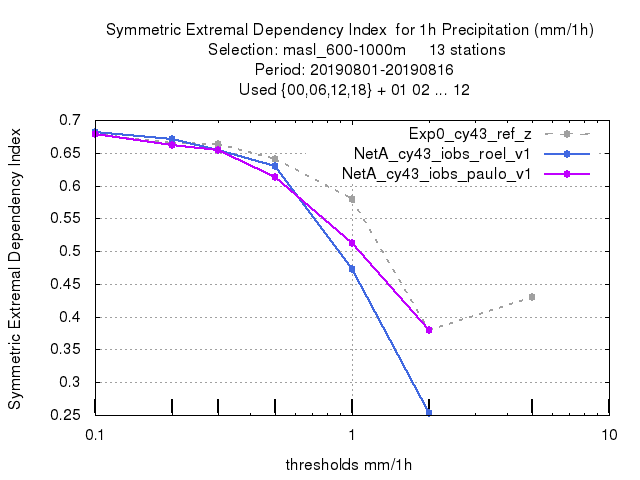 Symmetric Extremal Dependency Index for 1h Precipitation (mm/1h)
Selection: masl_600-1000m 13 stations
Period: 20190801-20190816
Used {00,06,12,18} + 01 02 ... 12
Symmetric Extremal Dependency Index
0.7
0.65
0.6
0.55
0.5
0.45
0.4
0.35
0.3
0.25
Exp0_cy43_ref_z
NetA_cy43_iobs_roel_v1
NetA_cy43_iobs_paulo_v1
0.1 1 10
thresholds mm/1h